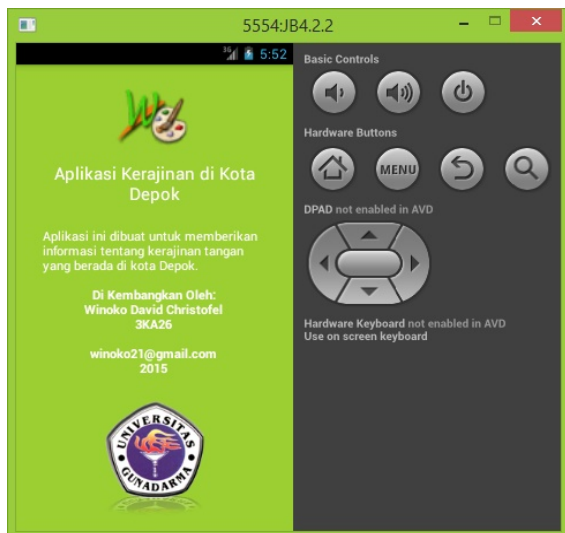 5554:JB4.2.2
3G 5:52
Aplikasi Kerajinan di Kota
Depok
Aplikasi ini dibuat untuk memberikan
informasi tentang kerajinan tangan
yang berada di kota Depok.
Di Kembangkan Oleh:
Winoko David Christofel
3KA26
winoko21@gmail.com
2015
UNIVERSITAS
GUNADARMA
Basic Controls
Hardware Buttons
MENU
DPAD not enabled in AVD
Hardware Keyboard not enabled in AVD
Use on screen keyboard